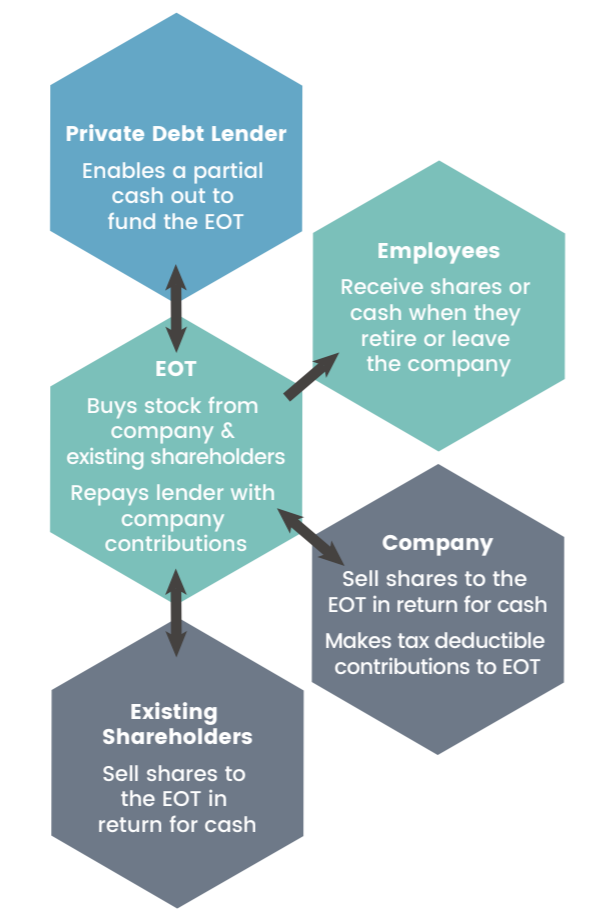 Private Debt Lender
Enables a partial
cash out to
fund the EOT
Employees
Receive shares or
cash when they
retire or leave
the company
EOT
Buys stock from
company &
existing shareholders
Repays lender with
company
contributions
Company
Sell shares to the
EOT in return for cash
Makes tax deductible
contributions to EOT
Existing
Shareholders
Sell shares to
the EOT in
return for cash